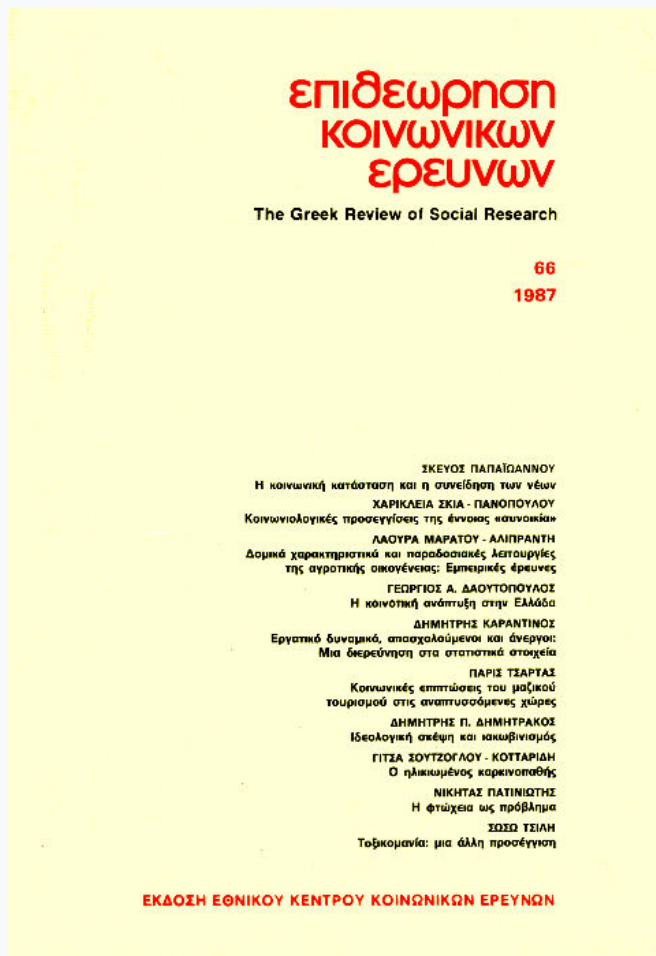 επιθεωρηση
κοινωνικων
ερευνων
The Greek Review of Social Research
66
1987
ΣΚΕΥΟΣ ΠΑΠΑΪΩΑΝΝΟΥ
Η κοινωνική κατάσταση και η συνείδηση των νέων
ΧΑΡΙΚΛΕΙΑ ΣΚΙΑ - ΠΑΝΟΠΟΥΛΟΥ
Κοινωνιολογικές προσεγγίσεις της έννοιας «συνοικία»
ΛΑΟΥΡΑ ΜΑΡΑΤΟΥ - ΑΛΙΠΡΑΝΤΗ
Δομικά χαρακτηριστικά και παραδοσιακές λειτουργίες
της αγροτικής οικογένειας: Εμπειρικές έρευνες
ΓΕΩΡΓΙΟΣ Α. ΔΑΟΥΤΟΠΟΥΛΟΣ
Η κοινοτική ανάπτυξη στην Ελλάδα
ΔΗΜΗΤΡΗΣ ΚΑΡΑΝΤΙΝΟΣ
Εργατικό δυναμικό, απασχολούμενοι και άνεργοι:
Μια διερεύνηση στα στατιστικά στοιχεία
ΠΑΡΙΣ ΤΣΑΡΤΑΣ
Κοινωνικές επιπτώσεις του μαζικού
τουρισμού στις αναπτυσσόμενες χώρες
ΔΗΜΗΤΡΗΣ Π. ΔΗΜΗΤΡΑΚΟΣ
Ιδεολογική σκέψη και ιακωβινισμός
ΓΙΤΣΑ ΣΟΥΤΖΟΓΛΟΥ - ΚΟΤΤΑΡΙΔΗ
Ο ηλικιωμένος καρκινοπαθής
ΝΙΚΗΤΑΣ ΠΑΤΙΝΙΩΤΗΣ
Η φτώχεια ως πρόβλημα
ΣΩΣΩ ΤΣΙΛΗ
Τοξικομανία: μια άλλη προσέγγιση
ΕΚΔΟΣΗ ΕΘΝΙΚΟΥ ΚΕΝΤΡΟΥ ΚΟΙΝΩΝΙΚΩΝ ΕΡΕΥΝΩΝ